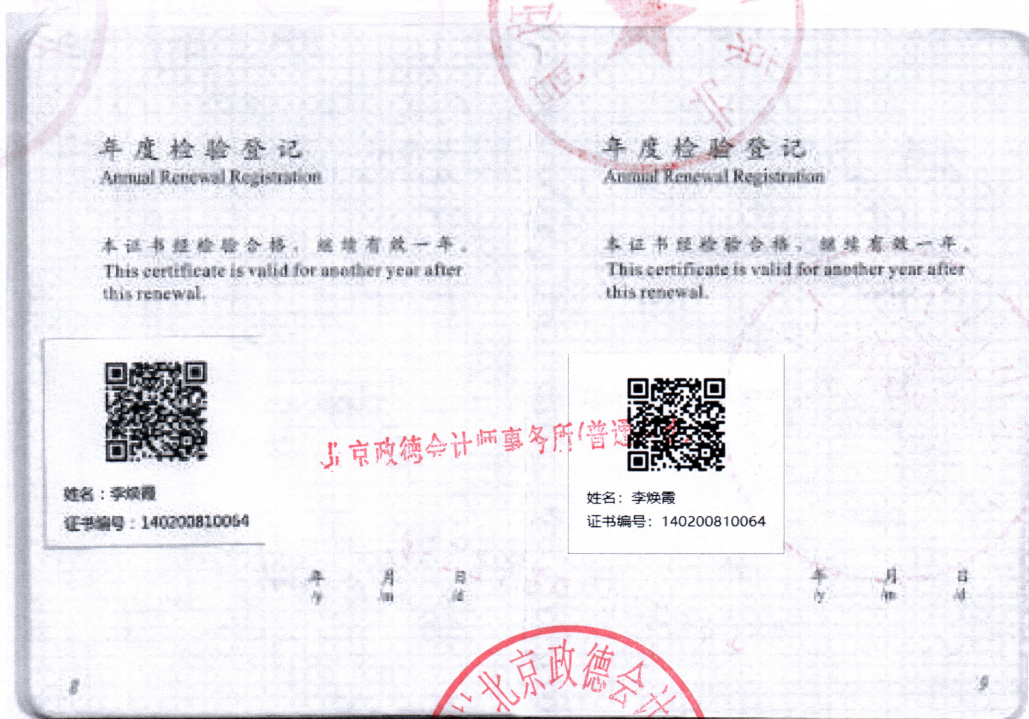 年度检验登记
Annual Renewal Registration
本证书经检验合格，继续有效一年。
This certificate is valid for another year after
this renewal.
姓名：李焕霞
证书编号：140200810064
年 月 日
/y /m /d
8
年度检验登记
Annual Renewal Registration
本证书经检验合格，继续有效一年。
This certificate is valid for another year after
this renewal.
姓名：李焕霞
证书编号：140200810064
年 月 日
/y /m /d
9
北京政德会计师事务所(普通
北京政德会计